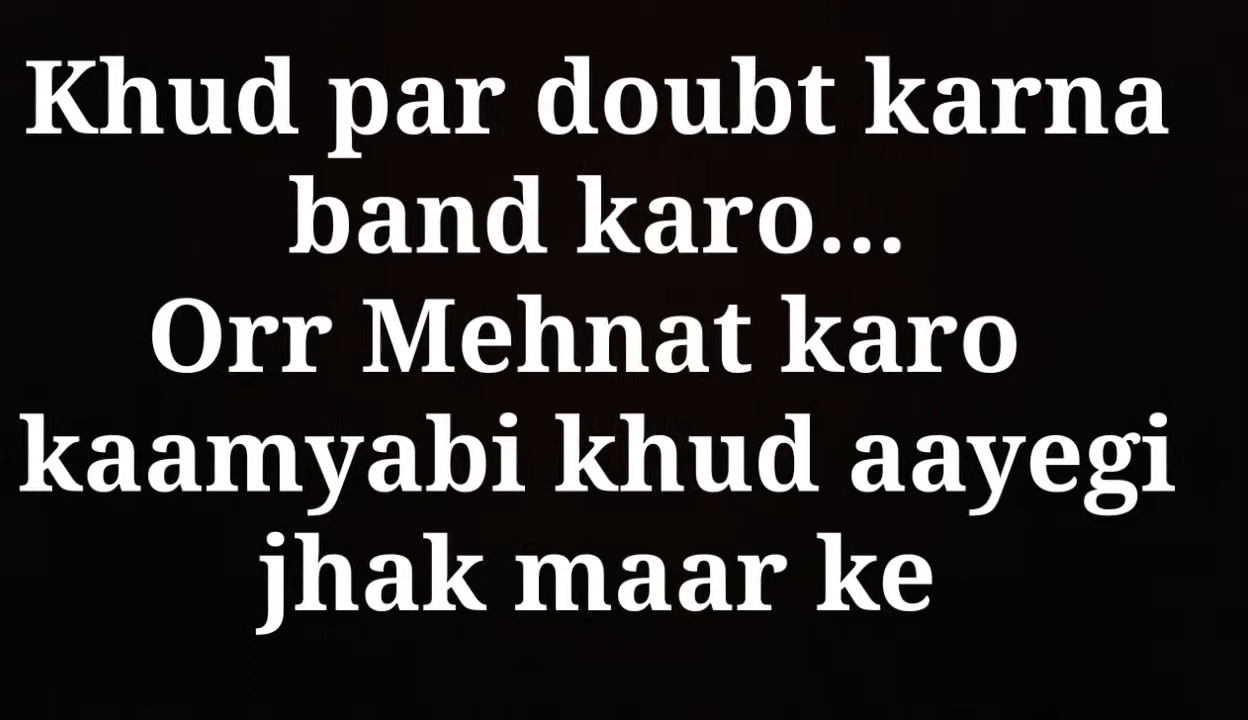 Khud par doubt karna
band karo...
Orr Mehnat karo
kaamyabi khud aayegi
jhak maar ke